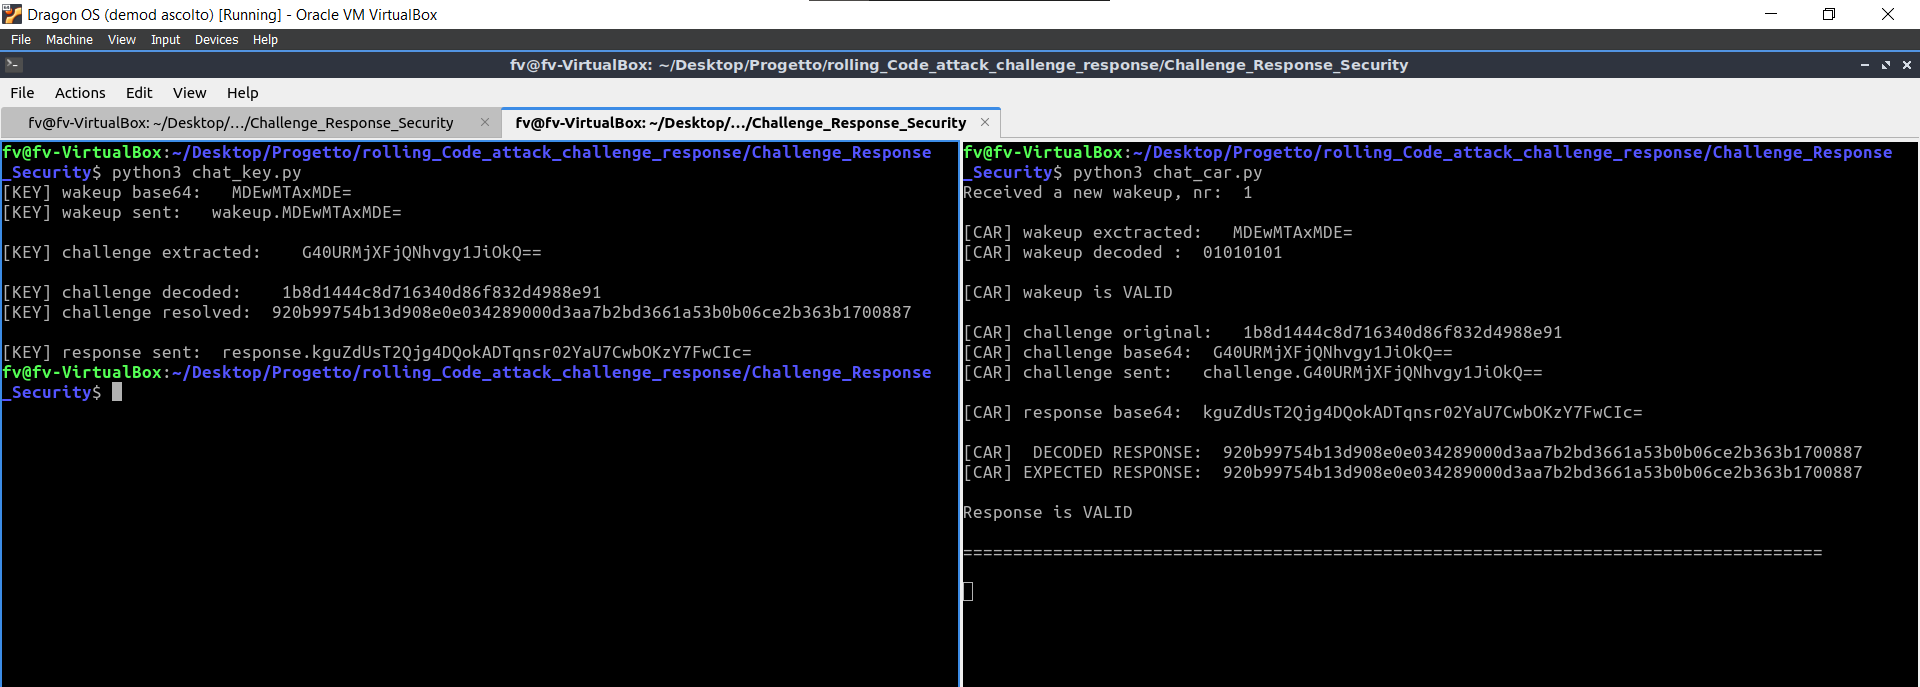 Dragon OS (demod ascolto) [Running] - Oracle VM VirtualBox
File Machine View Input Devices Help
fv@fv-VirtualBox: ~/Desktop/Progetto/rolling_Code_attack_challenge_response/Challenge_Response_Security
File Actions Edit View Help
fv@fv-VirtualBox: ~/Desktop/…/Challenge_Response_Security
fv@fv-VirtualBox: ~/Desktop/…/Challenge_Response_Security
fv@fv-VirtualBox:~/Desktop/Progetto/rolling_Code_attack_challenge_response/Challenge_Response
_Security$ python3 chat_key.py
[KEY] wakeup base64:   MDEwMTAxMDE=
[KEY] wakeup sent:   wakeup.MDEwMTAxMDE=
[KEY] challenge extracted:    G40URMjXFjQNhvgy1JiOkQ==
[KEY] challenge decoded:    1b8d1444c8d716340d86f832d4988e91
[KEY] challenge resolved:  920b99754b13d908e0e034289000d3aa7b2bd3661a53b0b06ce2b363b1700887
[KEY] response sent:  response.kguZdUsT2Qjg4DQokADTqnsr02YaU7CwbOKzY7FwCIc=
fv@fv-VirtualBox:~/Desktop/Progetto/rolling_Code_attack_challenge_response/Challenge_Response
_Security$
fv@fv-VirtualBox:~/Desktop/Progetto/rolling_Code_attack_challenge_response/Challenge_Response
_Security$ python3 chat_car.py
Received a new wakeup, nr:  1
[CAR] wakeup exctracted:   MDEwMTAxMDE=
[CAR] wakeup decoded :  01010101
[CAR] wakeup is VALID
[CAR] challenge original:   1b8d1444c8d716340d86f832d4988e91
[CAR] challenge base64:  G40URMjXFjQNhvgy1JiOkQ==
[CAR] challenge sent:   challenge.G40URMjXFjQNhvgy1JiOkQ==
[CAR] response base64:  kguZdUsT2Qjg4DQokADTqnsr02YaU7CwbOKzY7FwCIc=
[CAR]  DECODED RESPONSE:  920b99754b13d908e0e034289000d3aa7b2bd3661a53b0b06ce2b363b1700887
[CAR] EXPECTED RESPONSE:  920b99754b13d908e0e034289000d3aa7b2bd3661a53b0b06ce2b363b1700887
Response is VALID
======================================================================================